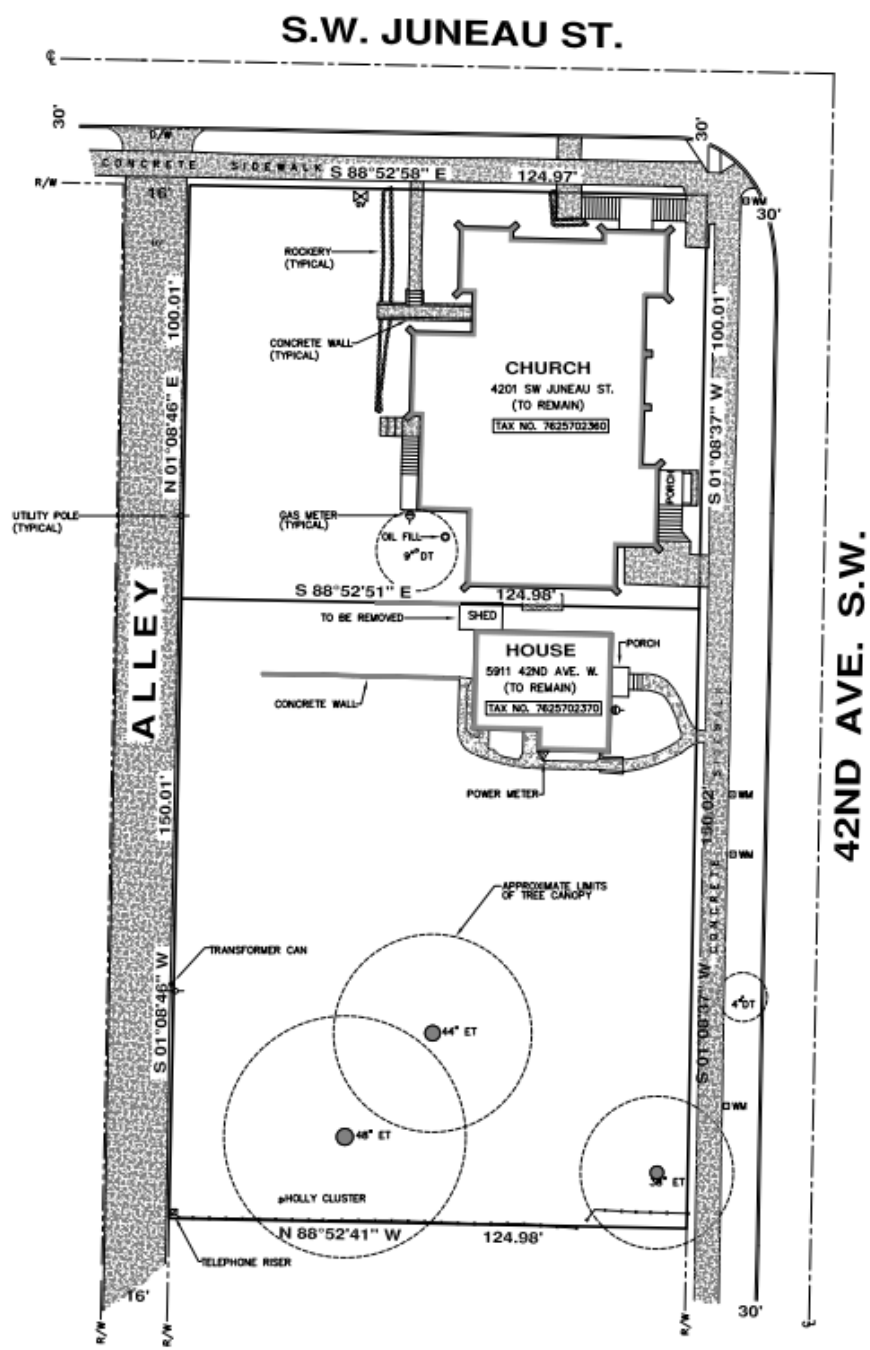 S.W. JUNEAU ST.
30'
30'
D/W
CONCRETE SIDEWALK
S 88°52'58" E 124.97'
R/W
16'
WM
30'
ROCKERY
(TYPICAL)
N 01°08'46" E 100.01'
S 01°08'37" W 100.01'
CONCRETE WALL
(TYPICAL)
CHURCH
4201 SW JUNEAU ST.
(TO REMAIN)
TAX NO. 7625702360
PORCH
UTILITY POLE
(TYPICAL)
GAS METER
(TYPICAL)
OIL FILL
9" DT
S 88°52'51" E 124.98'
ALLEY
42ND AVE. S.W.
TO BE REMOVED
SHED
HOUSE
5911 42ND AVE. W.
(TO REMAIN)
TAX NO. 7625702370
PORCH
CONCRETE WALL
POWER METER
CONCRETE SIDEWALK
WM
WM
S 01°08'46" W 150.01'
S 01°08'37" W 150.02'
APPROXIMATE LIMITS
OF TREE CANOPY
TRANSFORMER CAN
4" DT
44" ET
WM
48" ET
38" ET
HOLLY CLUSTER
N 88°52'41" W 124.98'
TELEPHONE RISER
16'
30'
R/W
R/W
R/W